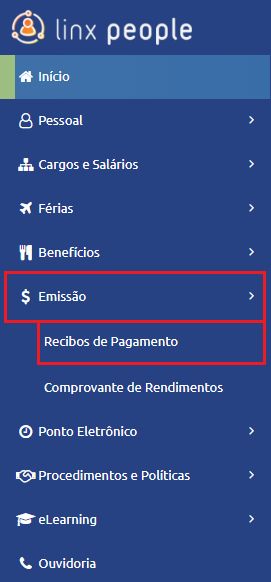 linx people
Início
Pessoal
Cargos e Salários
Férias
Benefícios
Emissão
Recibos de Pagamento
Comprovante de Rendimentos
Ponto Eletrônico
Procedimentos e Políticas
eLearning
Ouvidoria